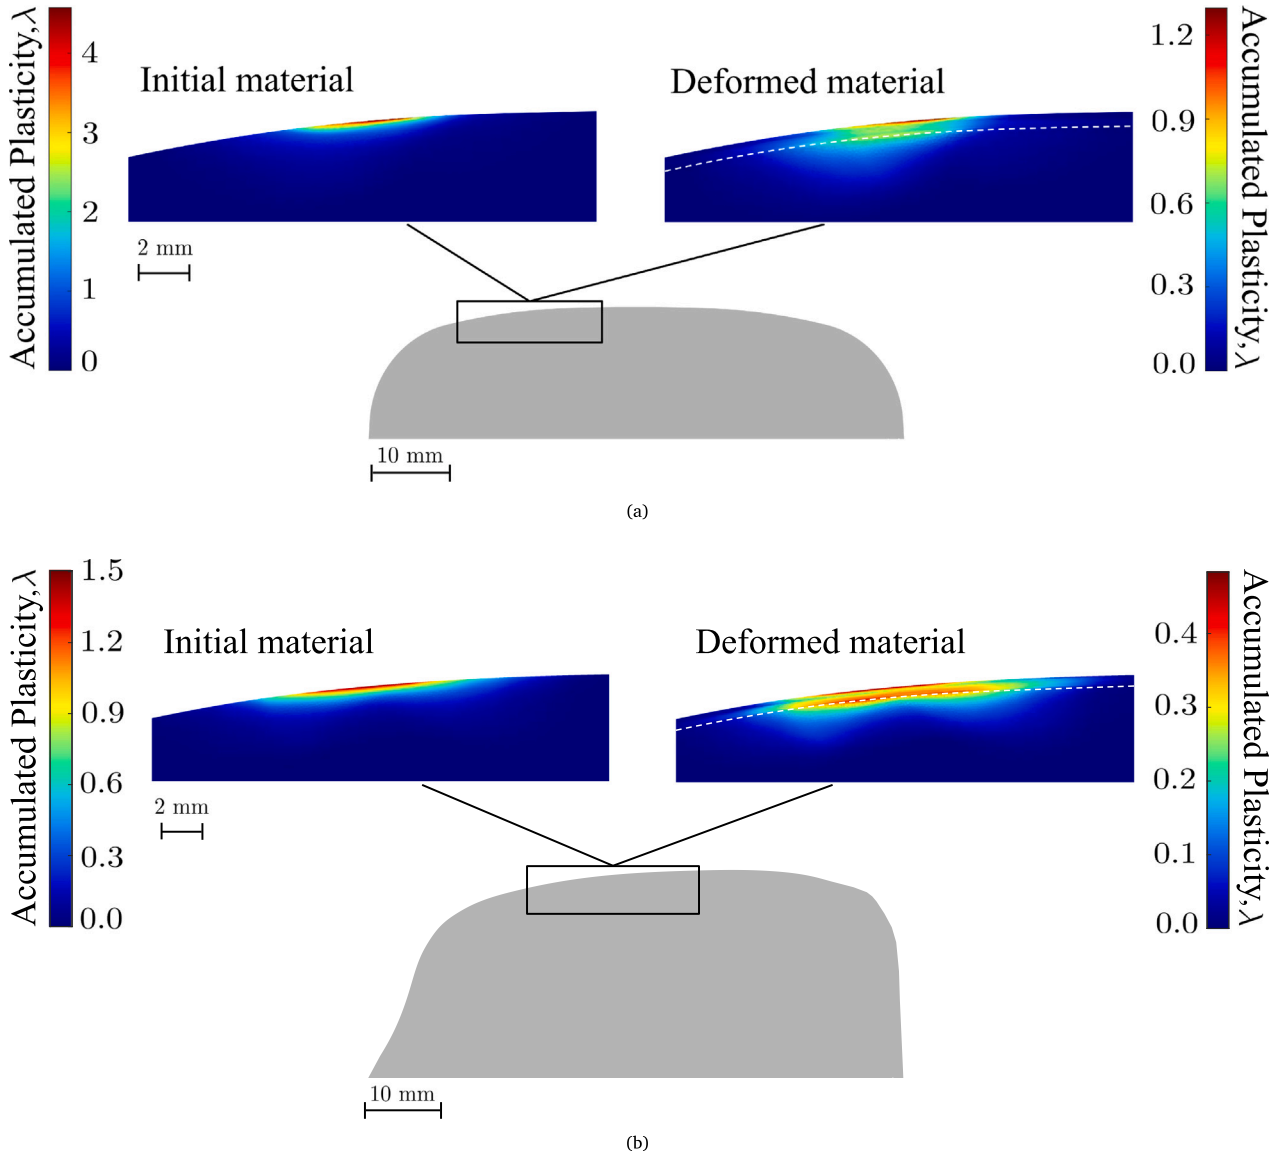 Accumulated Plasticity,λ
4
3
2
1
0
Initial material
Deformed material
1.2
0.9
0.6
0.3
0.0
Accumulated Plasticity,λ
2 mm
10 mm
(a)
Accumulated Plasticity,λ
1.5
1.2
0.9
0.6
0.3
0.0
Initial material
Deformed material
0.4
0.3
0.2
0.1
0.0
Accumulated Plasticity,λ
2 mm
10 mm
(b)